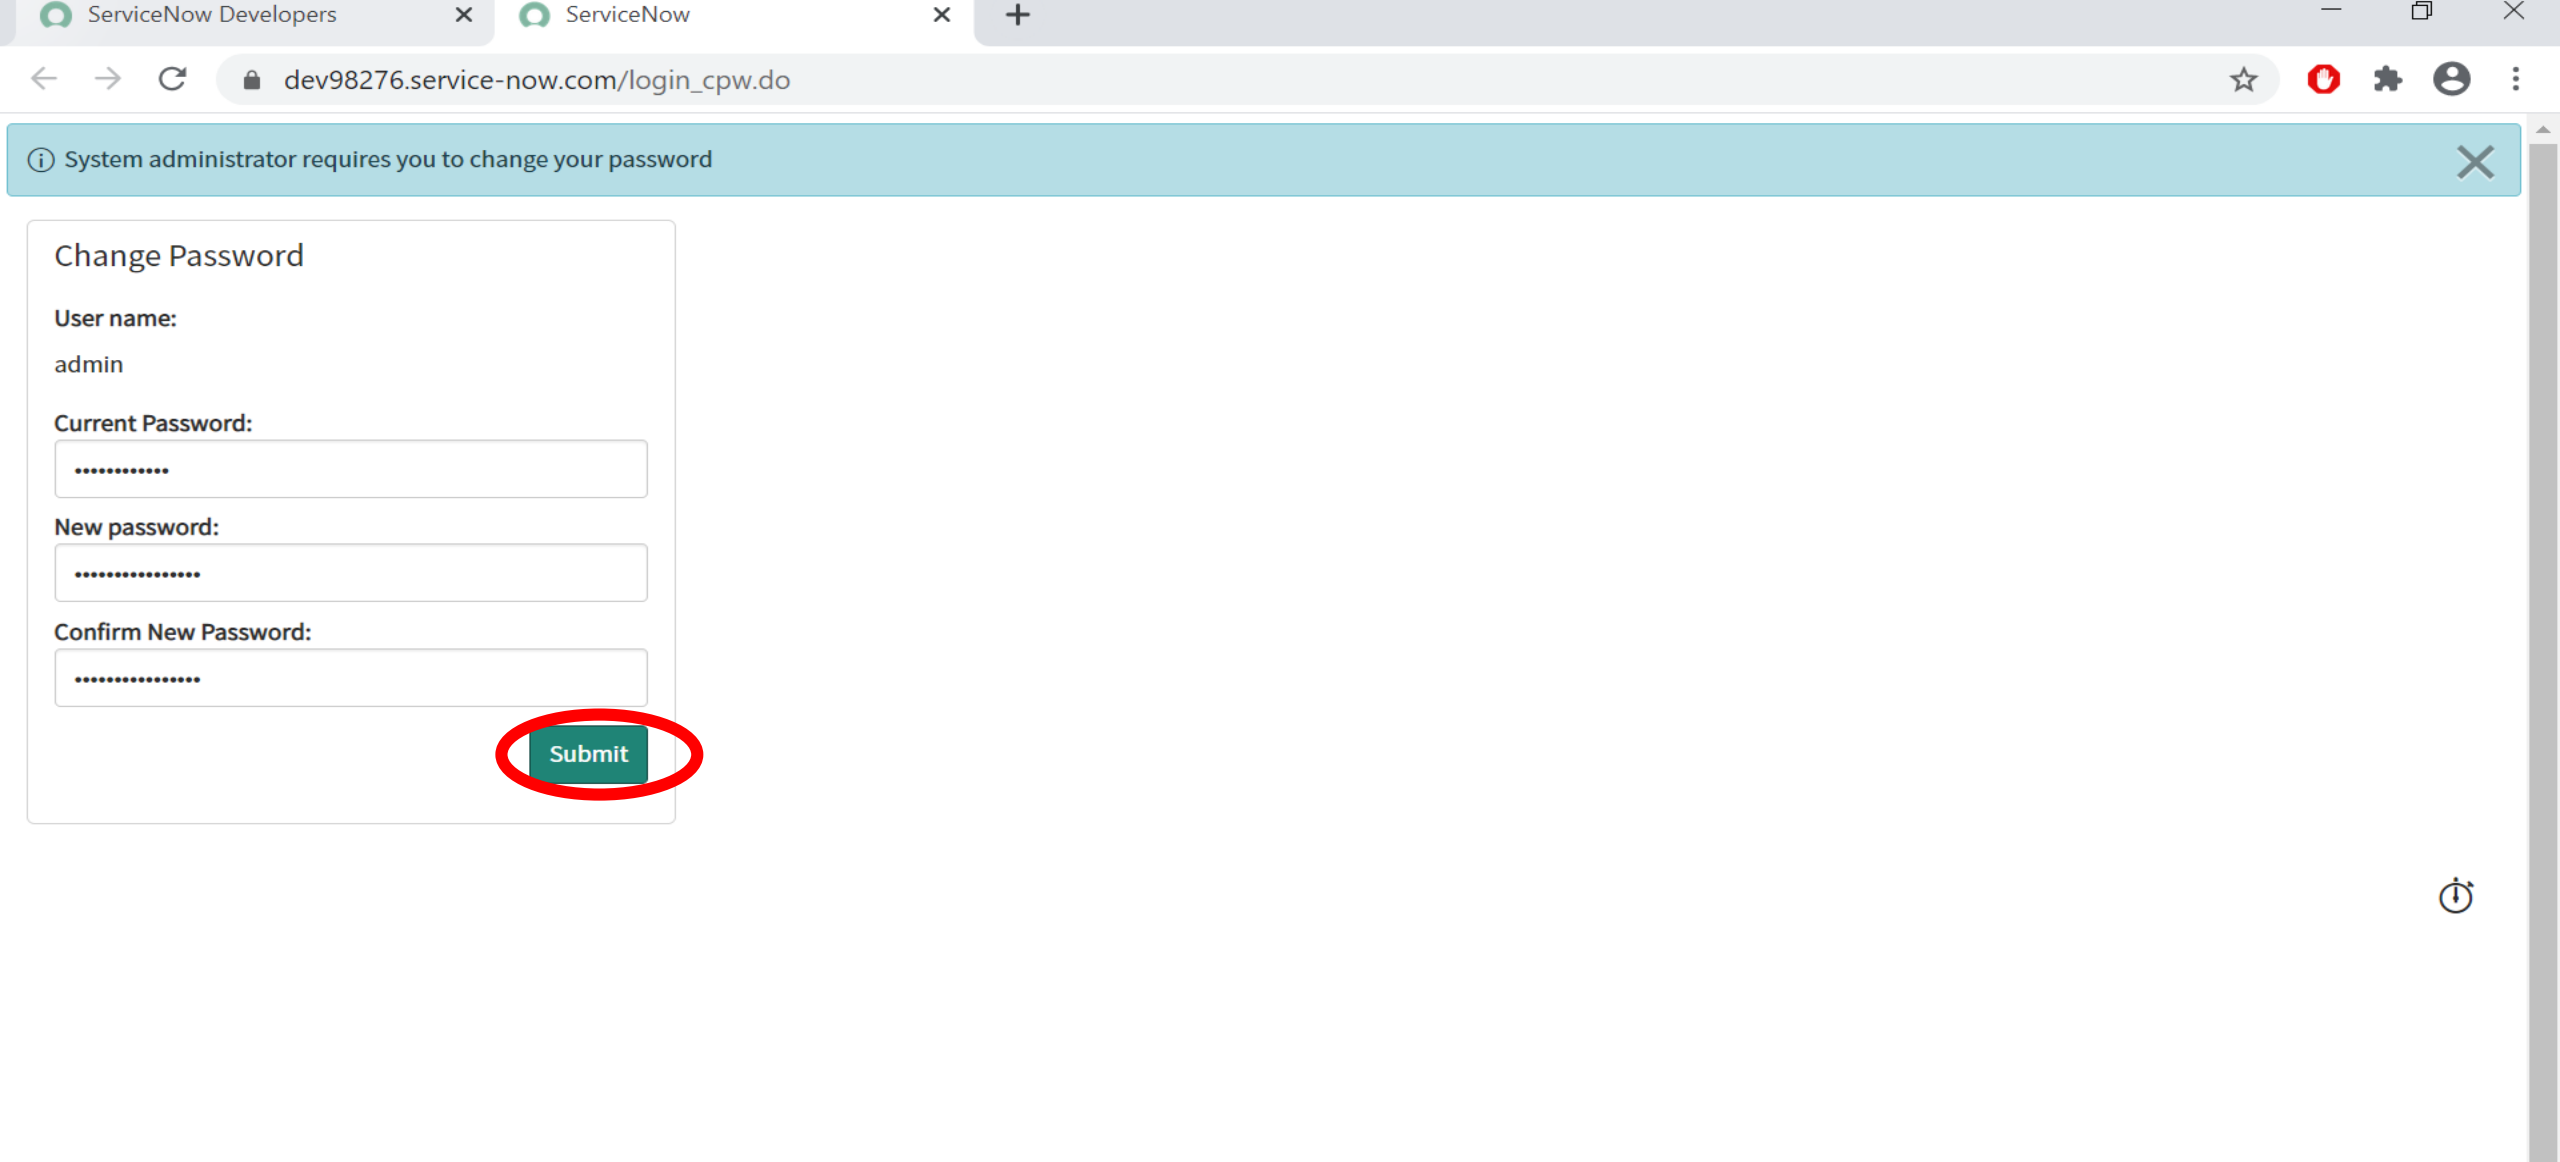 ServiceNow Developers
ServiceNow
dev98276.service-now.com/login_cpw.do
System administrator requires you to change your password
Change Password
User name:
admin
Current Password:
••••••••••••
New password:
••••••••••••••••
Confirm New Password:
••••••••••••••••
Submit